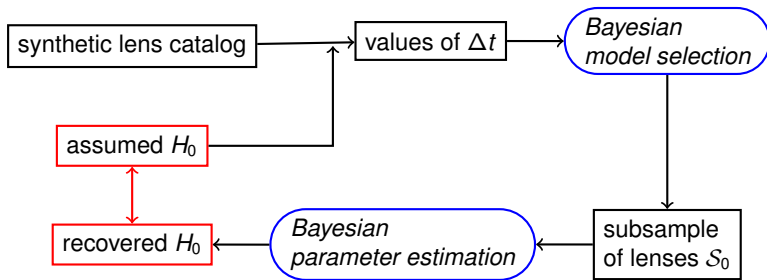 synthetic lens catalog
values of Δt
Bayesian
model selection
assumed H₀
recovered H₀
Bayesian
parameter estimation
subsample
of lenses 𝒮₀